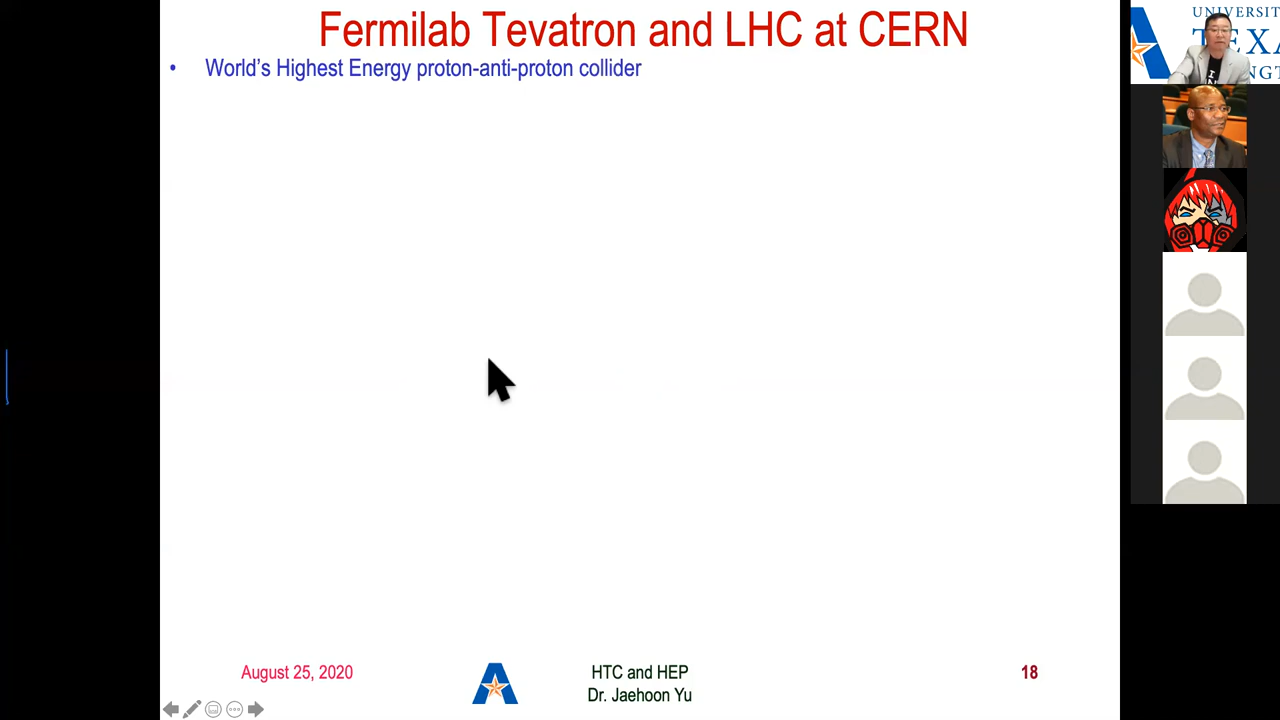 Fermilab Tevatron and LHC at CERN
• World's Highest Energy proton-anti-proton collider
August 25, 2020
HTC and HEP
Dr. Jaehoon Yu
18
UNIVERSIT